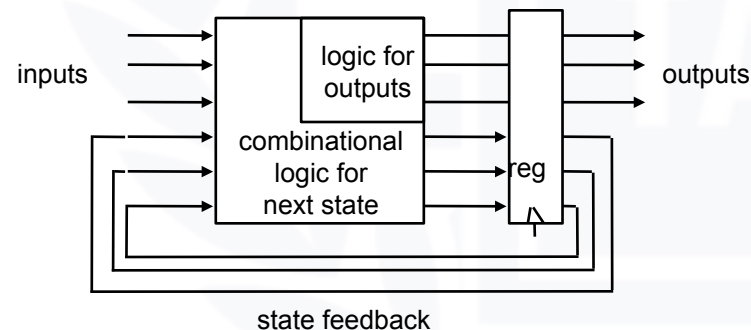 inputs
logic for
outputs
outputs
combinational
logic for
next state
reg
state feedback